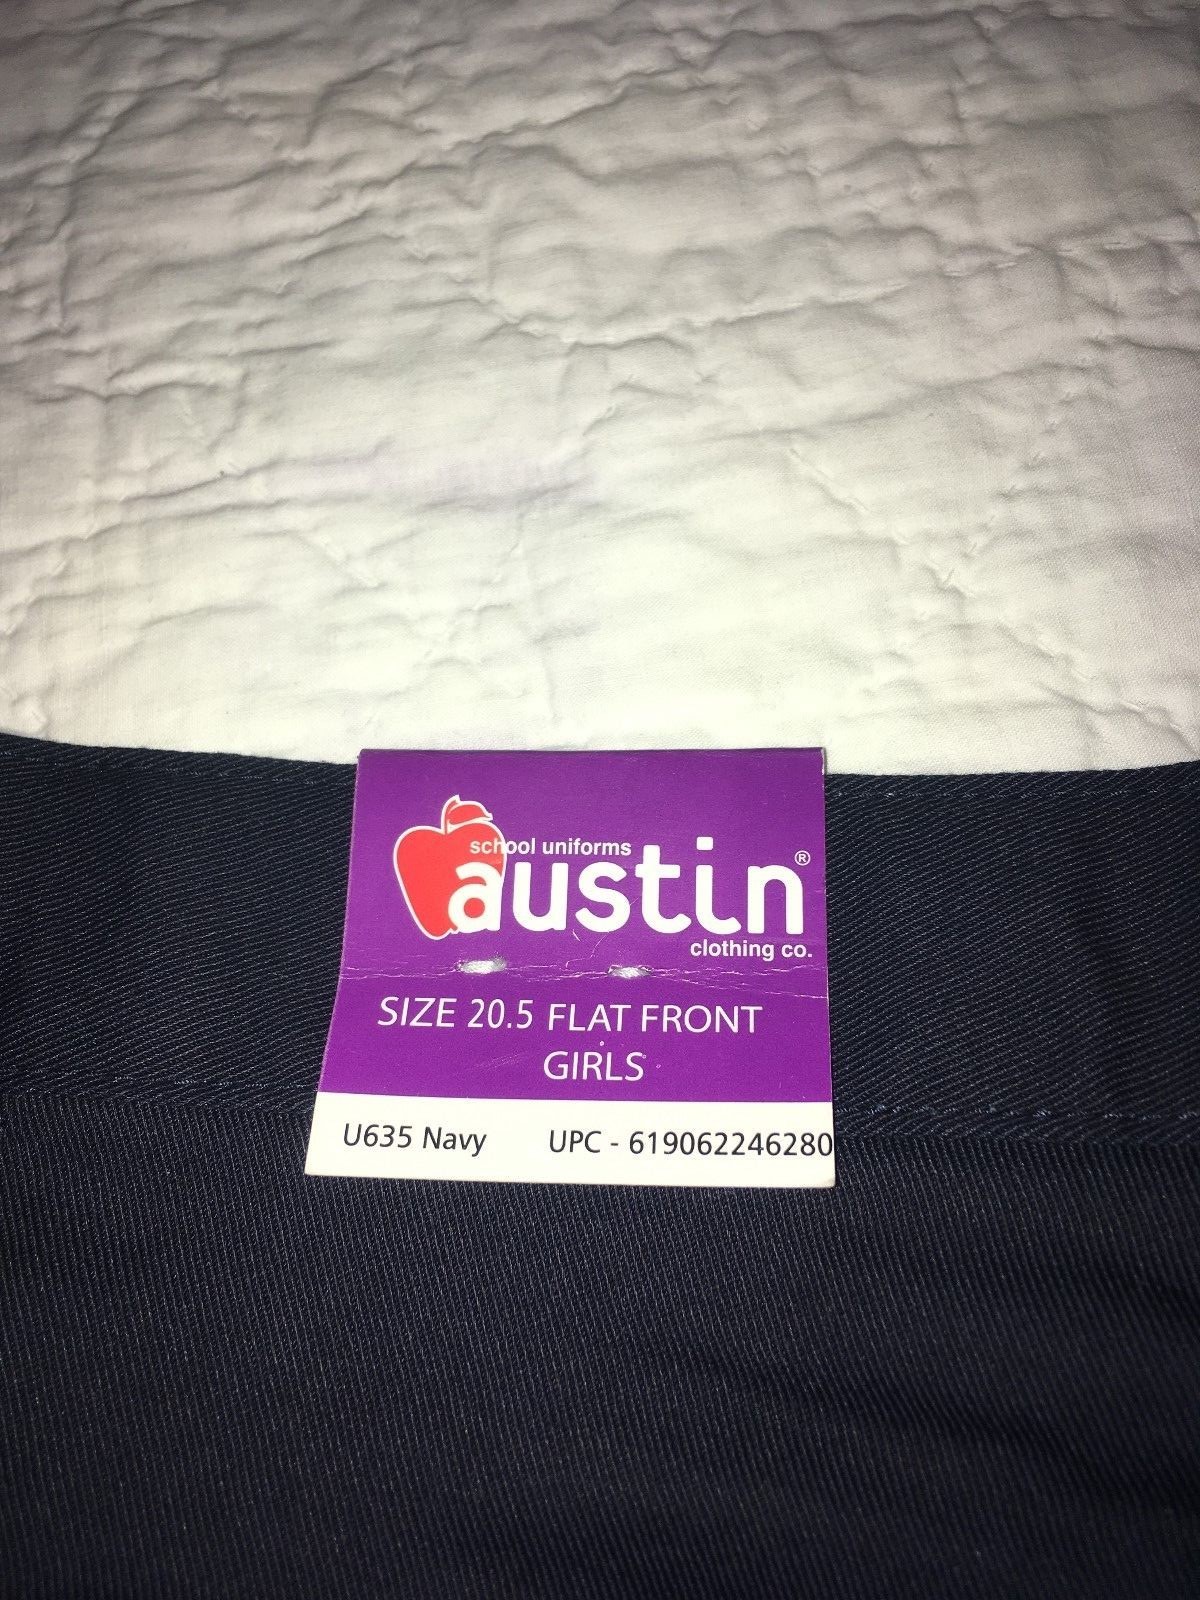 school uniforms
austin®
clothing co.
SIZE 20.5 FLAT FRONT
GIRLS
U635 Navy UPC - 619062246280